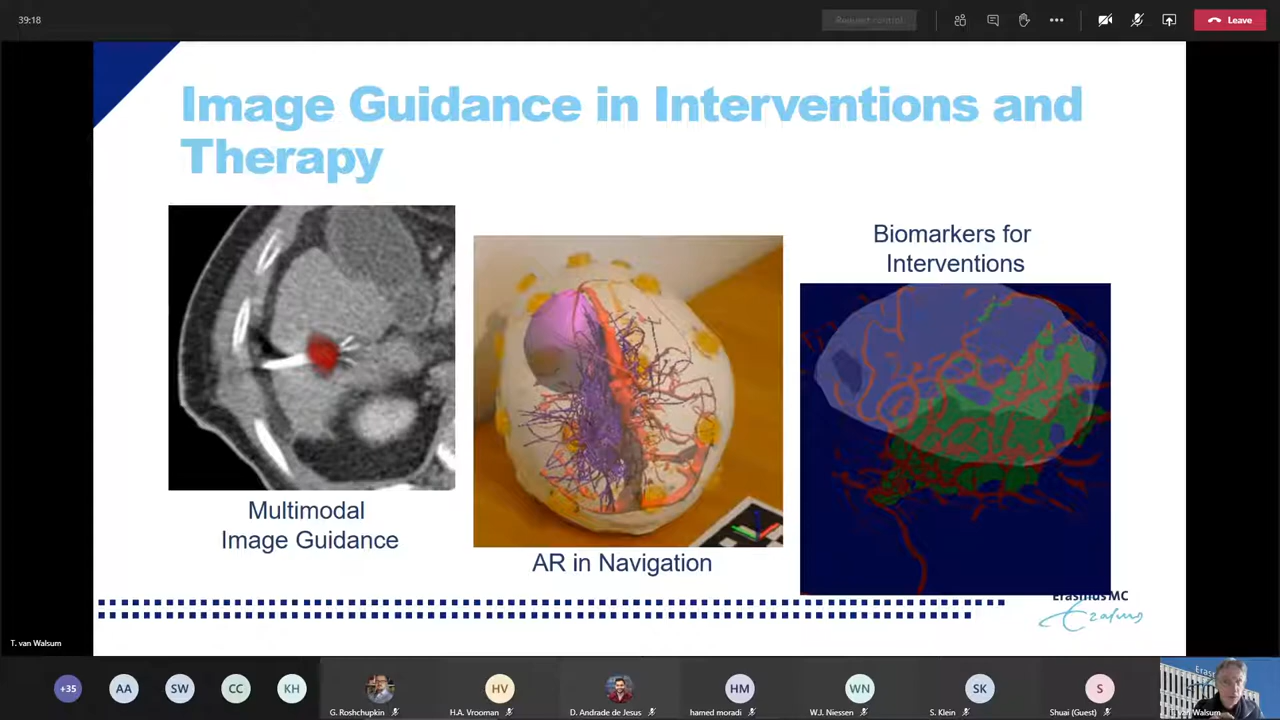 39:18
Request control
Leave
Image Guidance in Interventions and
Therapy
Biomarkers for
Interventions
Multimodal
Image Guidance
AR in Navigation
Erasmus MC
Erasmus
T. van Walsum
+35
AA
SW
CC
KH
G. Roshchupkin
HV
H.A. Vrooman
D. Andrade de Jesus
HM
hamed moradi
WN
W.J. Niessen
SK
S. Klein
S
Shuai (Guest)
Eras